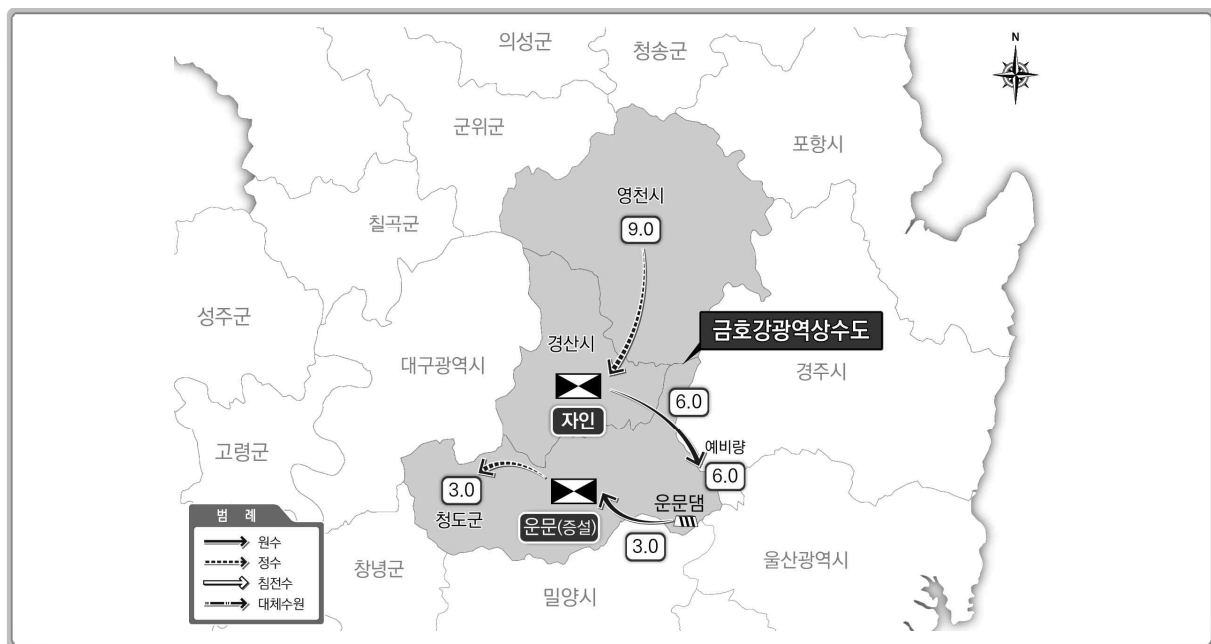 의성군
청송군
N
군위군
포항시
영천시
9.0
칠곡군
성주군
금호강광역상수도
경산시
대구광역시
경주시
6.0
자인
고령군
예비량
6.0
3.0
운문댐
청도군
운문(증설)
3.0
범 례
원수
정수
침전수
대체수원
창녕군
밀양시
울산광역시